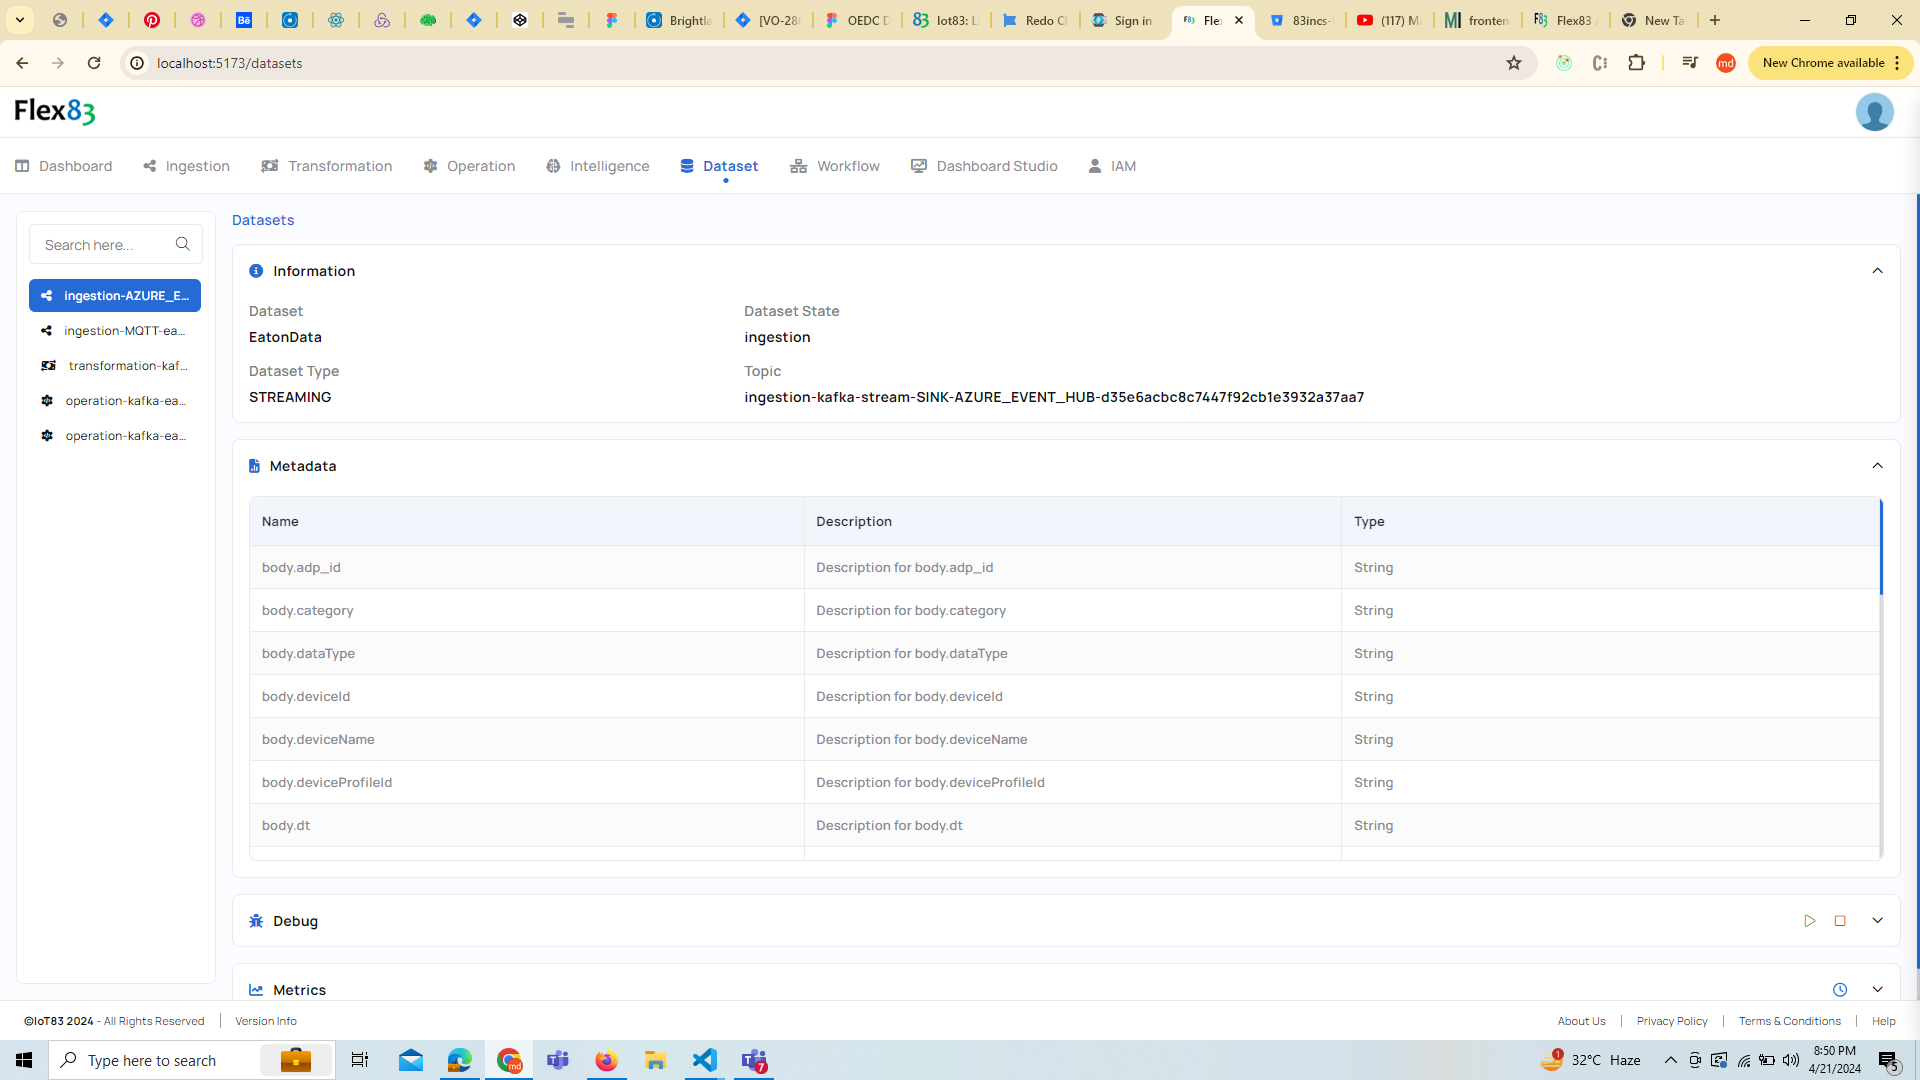 Brightla
[VO-286
OEDC D
Iot83: L
Redo Cl
Sign in
Flex
83incs-
(117) M
fronten
Flex83
New Ta
localhost:5173/datasets
md
New Chrome available
Flex83
Dashboard
Ingestion
Transformation
Operation
Intelligence
Dataset
Workflow
Dashboard Studio
IAM
Search here...
ingestion-AZURE_E...
ingestion-MQTT-ea...
transformation-kaf...
operation-kafka-ea...
operation-kafka-ea...
Datasets
Information
Dataset
Dataset State
EatonData
ingestion
Dataset Type
Topic
STREAMING
ingestion-kafka-stream-SINK-AZURE_EVENT_HUB-d35e6acbc8c7447f92cb1e3932a37aa7
Metadata
Name Description Type
body.adp_id Description for body.adp_id String
body.category Description for body.category String
body.dataType Description for body.dataType String
body.deviceId Description for body.deviceId String
body.deviceName Description for body.deviceName String
body.deviceProfileId Description for body.deviceProfileId String
body.dt Description for body.dt String
Debug
Metrics
©IoT83 2024 - All Rights Reserved
Version Info
About Us
Privacy Policy
Terms & Conditions
Help
Type here to search
32°C Haze
8:50 PM
4/21/2024